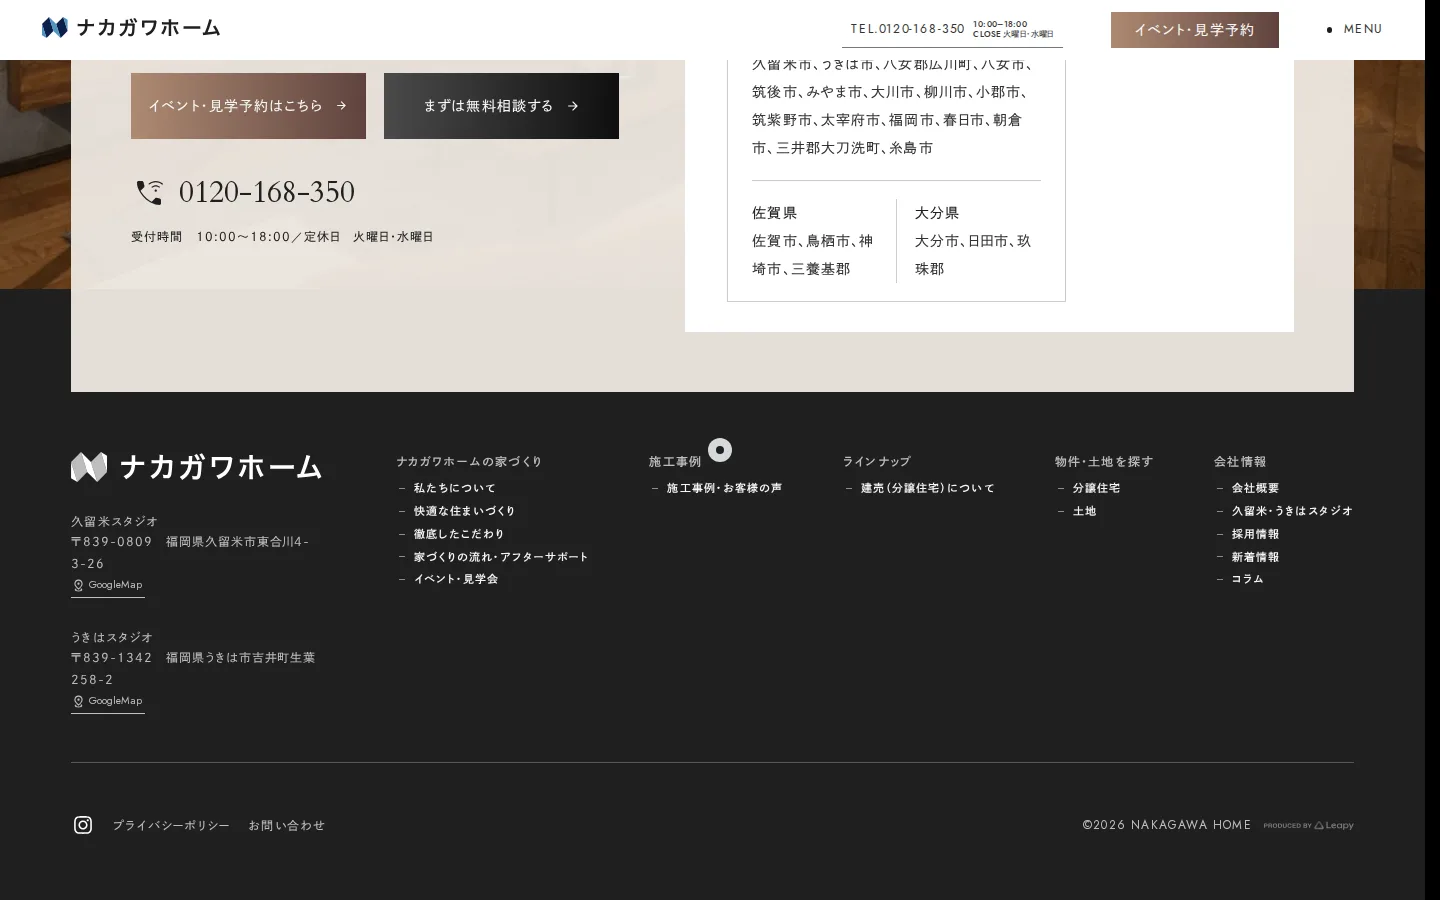 ナカガワホーム
TEL.0120-168-350
10:00–18:00
CLOSE 火曜日・水曜日
イベント・見学予約
MENU
イベント・見学予約はこちら
まずは無料相談する
0120-168-350
受付時間　10:00〜18:00／定休日　火曜日・水曜日
久留米市、うきは市、八女郡広川町、八女市、
筑後市、みやま市、大川市、柳川市、小郡市、
筑紫野市、太宰府市、福岡市、春日市、朝倉
市、三井郡大刀洗町、糸島市
佐賀県
佐賀市、鳥栖市、神
埼市、三養基郡
大分県
大分市、日田市、玖
珠郡
ナカガワホーム
久留米スタジオ
〒839-0809　福岡県久留米市東合川4-
3-26
GoogleMap
うきはスタジオ
〒839-1342　福岡県うきは市吉井町生葉
258-2
GoogleMap
ナカガワホームの家づくり
私たちについて
快適な住まいづくり
徹底したこだわり
家づくりの流れ・アフターサポート
イベント・見学会
施工事例
施工事例・お客様の声
ラインナップ
建売（分譲住宅）について
物件・土地を探す
分譲住宅
土地
会社情報
会社概要
久留米・うきはスタジオ
採用情報
新着情報
コラム
プライバシーポリシー
お問い合わせ
©2026 NAKAGAWA HOME
PRODUCED BY Leapy